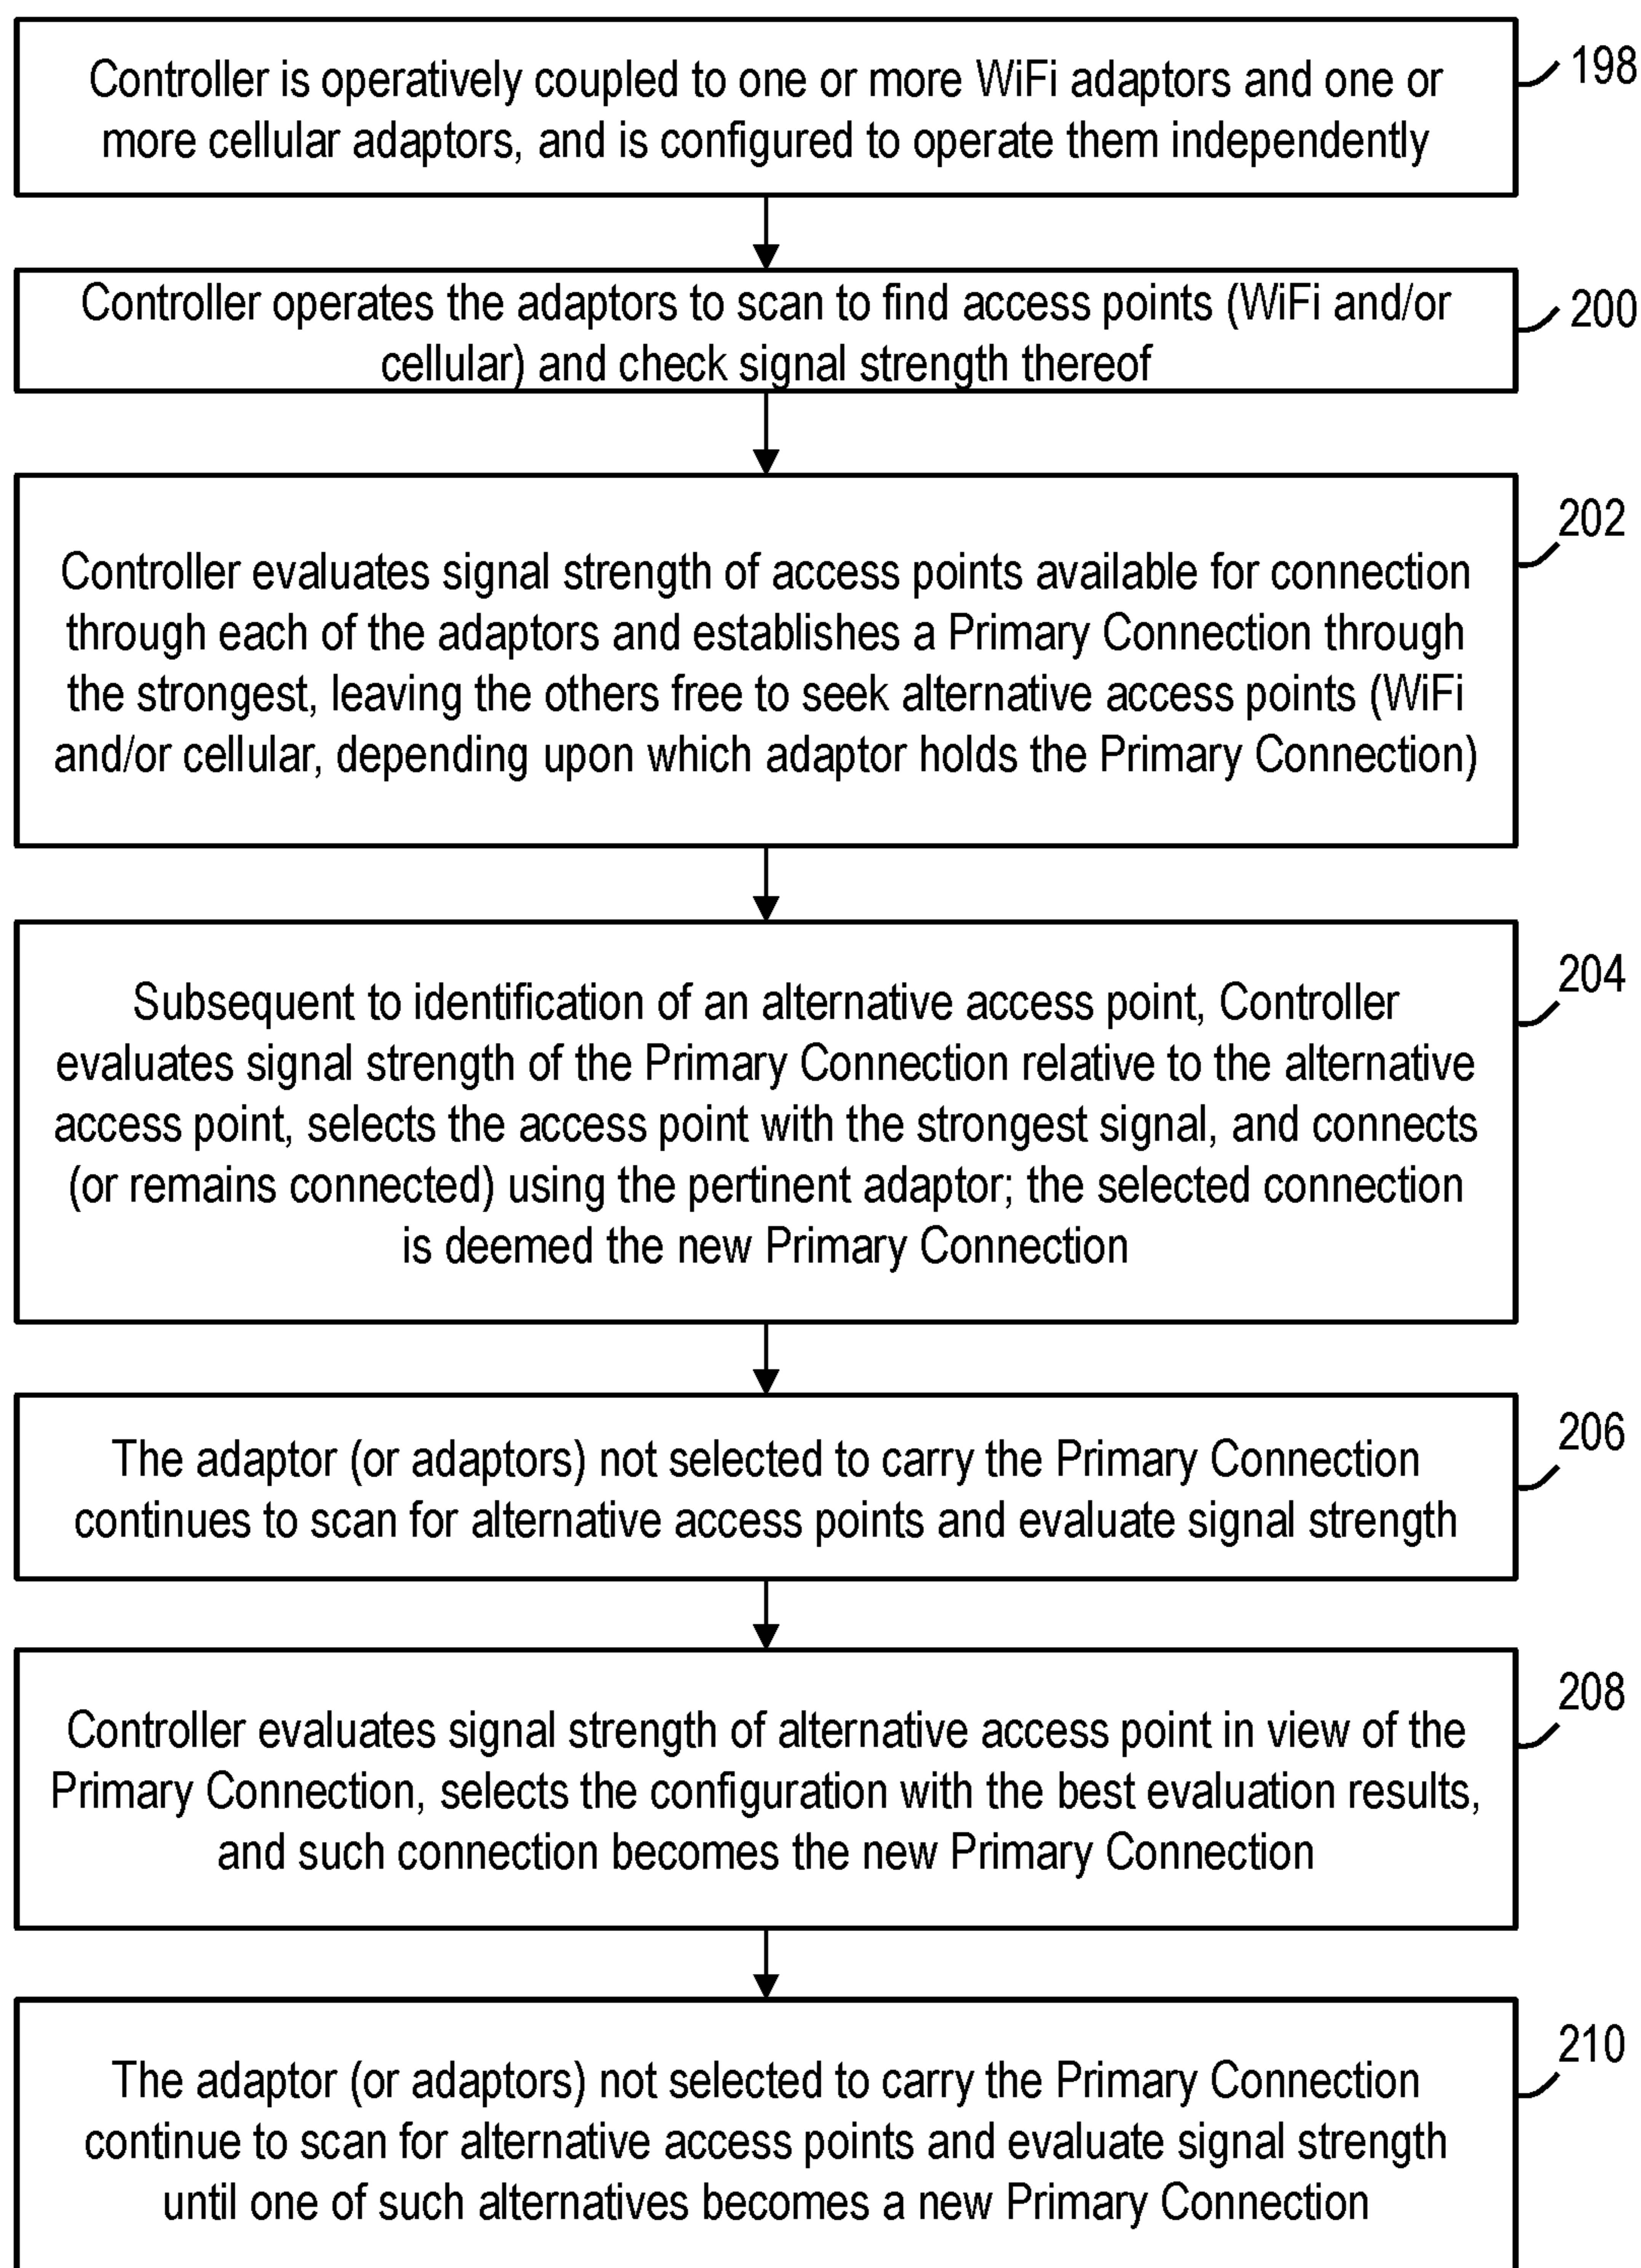 Controller is operatively coupled to one or more WiFi adaptors and one or
more cellular adaptors, and is configured to operate them independently
198
Controller operates the adaptors to scan to find access points (WiFi and/or
cellular) and check signal strength thereof
200
Controller evaluates signal strength of access points available for connection
through each of the adaptors and establishes a Primary Connection through
the strongest, leaving the others free to seek alternative access points (WiFi
and/or cellular, depending upon which adaptor holds the Primary Connection)
202
Subsequent to identification of an alternative access point, Controller
evaluates signal strength of the Primary Connection relative to the alternative
access point, selects the access point with the strongest signal, and connects
(or remains connected) using the pertinent adaptor; the selected connection
is deemed the new Primary Connection
204
The adaptor (or adaptors) not selected to carry the Primary Connection
continues to scan for alternative access points and evaluate signal strength
206
Controller evaluates signal strength of alternative access point in view of the
Primary Connection, selects the configuration with the best evaluation results,
and such connection becomes the new Primary Connection
208
The adaptor (or adaptors) not selected to carry the Primary Connection
continue to scan for alternative access points and evaluate signal strength
until one of such alternatives becomes a new Primary Connection
210